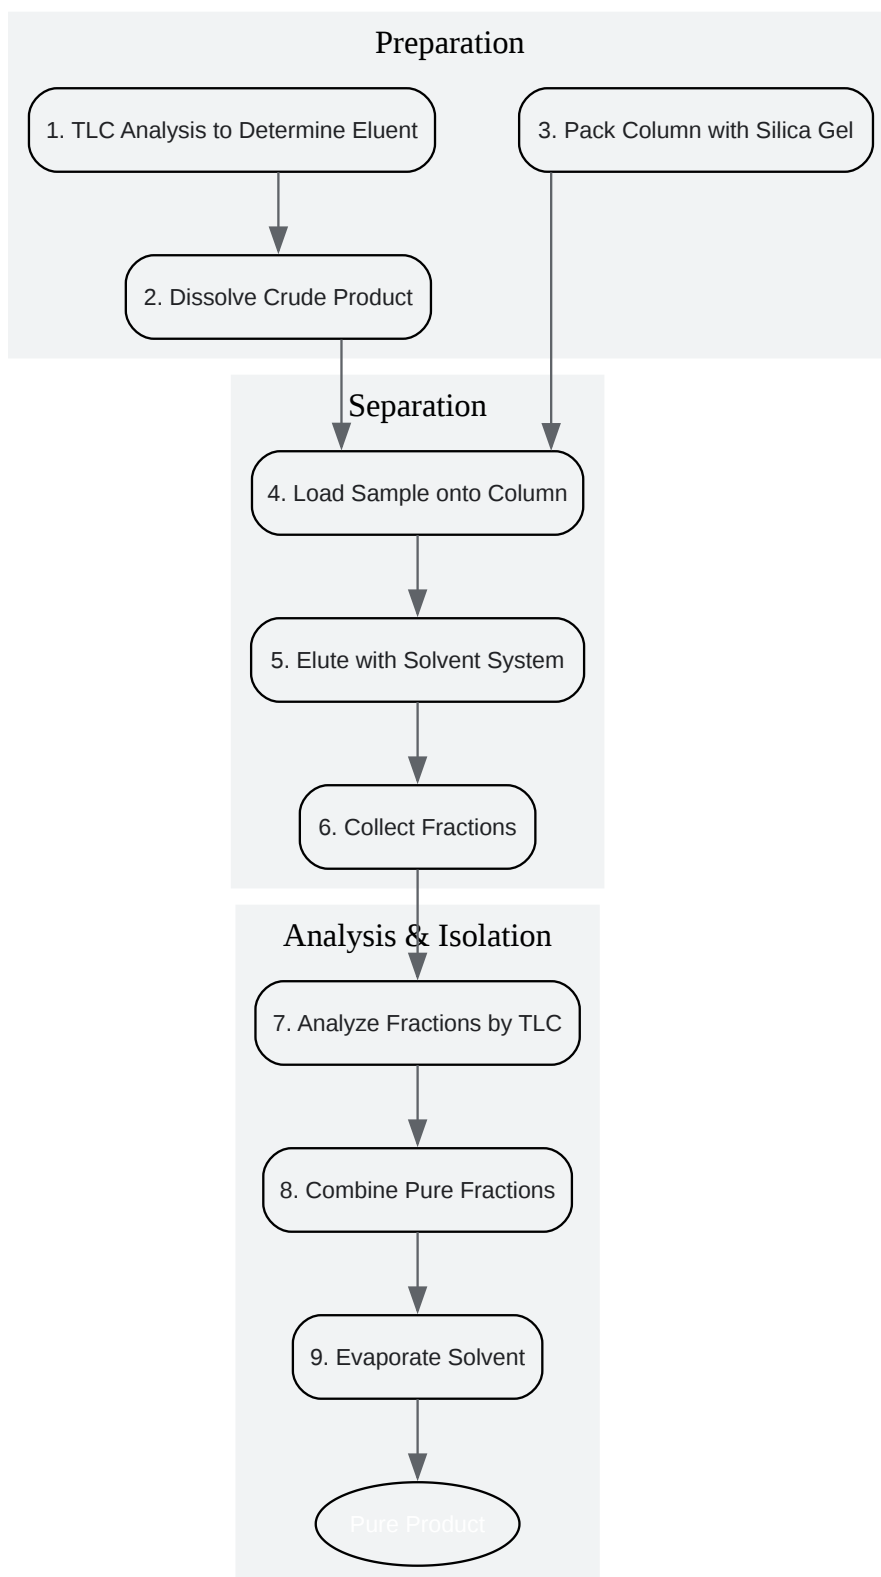 Preparation
1. TLC Analysis to Determine Eluent
3. Pack Column with Silica Gel
2. Dissolve Crude Product
Separation
4. Load Sample onto Column
5. Elute with Solvent System
6. Collect Fractions
Analysis & Isolation
7. Analyze Fractions by TLC
8. Combine Pure Fractions
9. Evaporate Solvent
Pure Product